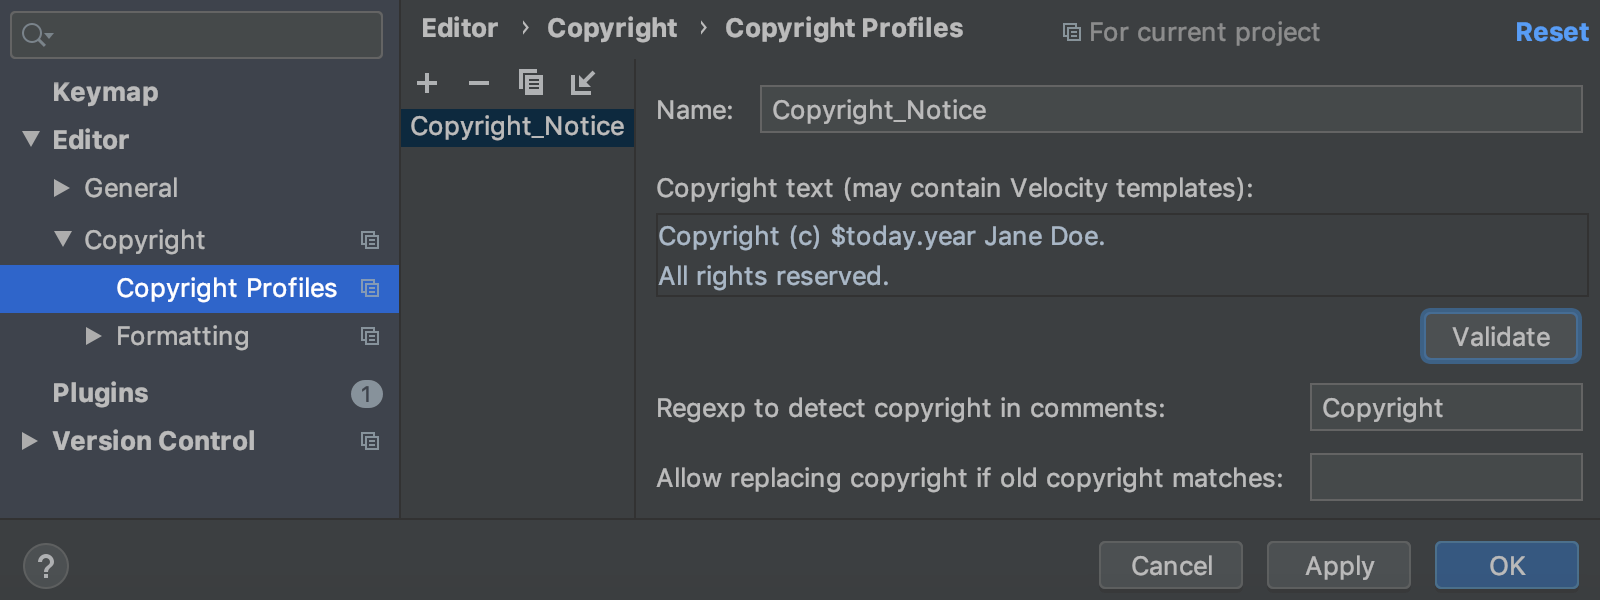 Editor › Copyright › Copyright Profiles
For current project
Reset
Keymap
Editor
General
Copyright
Copyright Profiles
Formatting
Plugins
1
Version Control
Copyright_Notice
Name: Copyright_Notice
Copyright text (may contain Velocity templates):
Copyright (c) $today.year Jane Doe.
All rights reserved.
Validate
Regexp to detect copyright in comments: Copyright
Allow replacing copyright if old copyright matches:
?
Cancel
Apply
OK